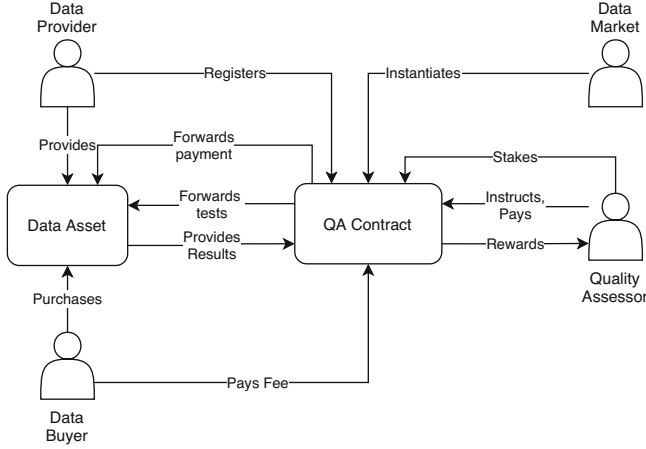 Data
Provider
Data
Market
Registers
Instantiates
Provides
Forwards
payment
Stakes
Forwards
tests
Instructs,
Pays
Data Asset
QA Contract
Provides
Results
Rewards
Quality
Assessor
Purchases
Pays Fee
Data
Buyer